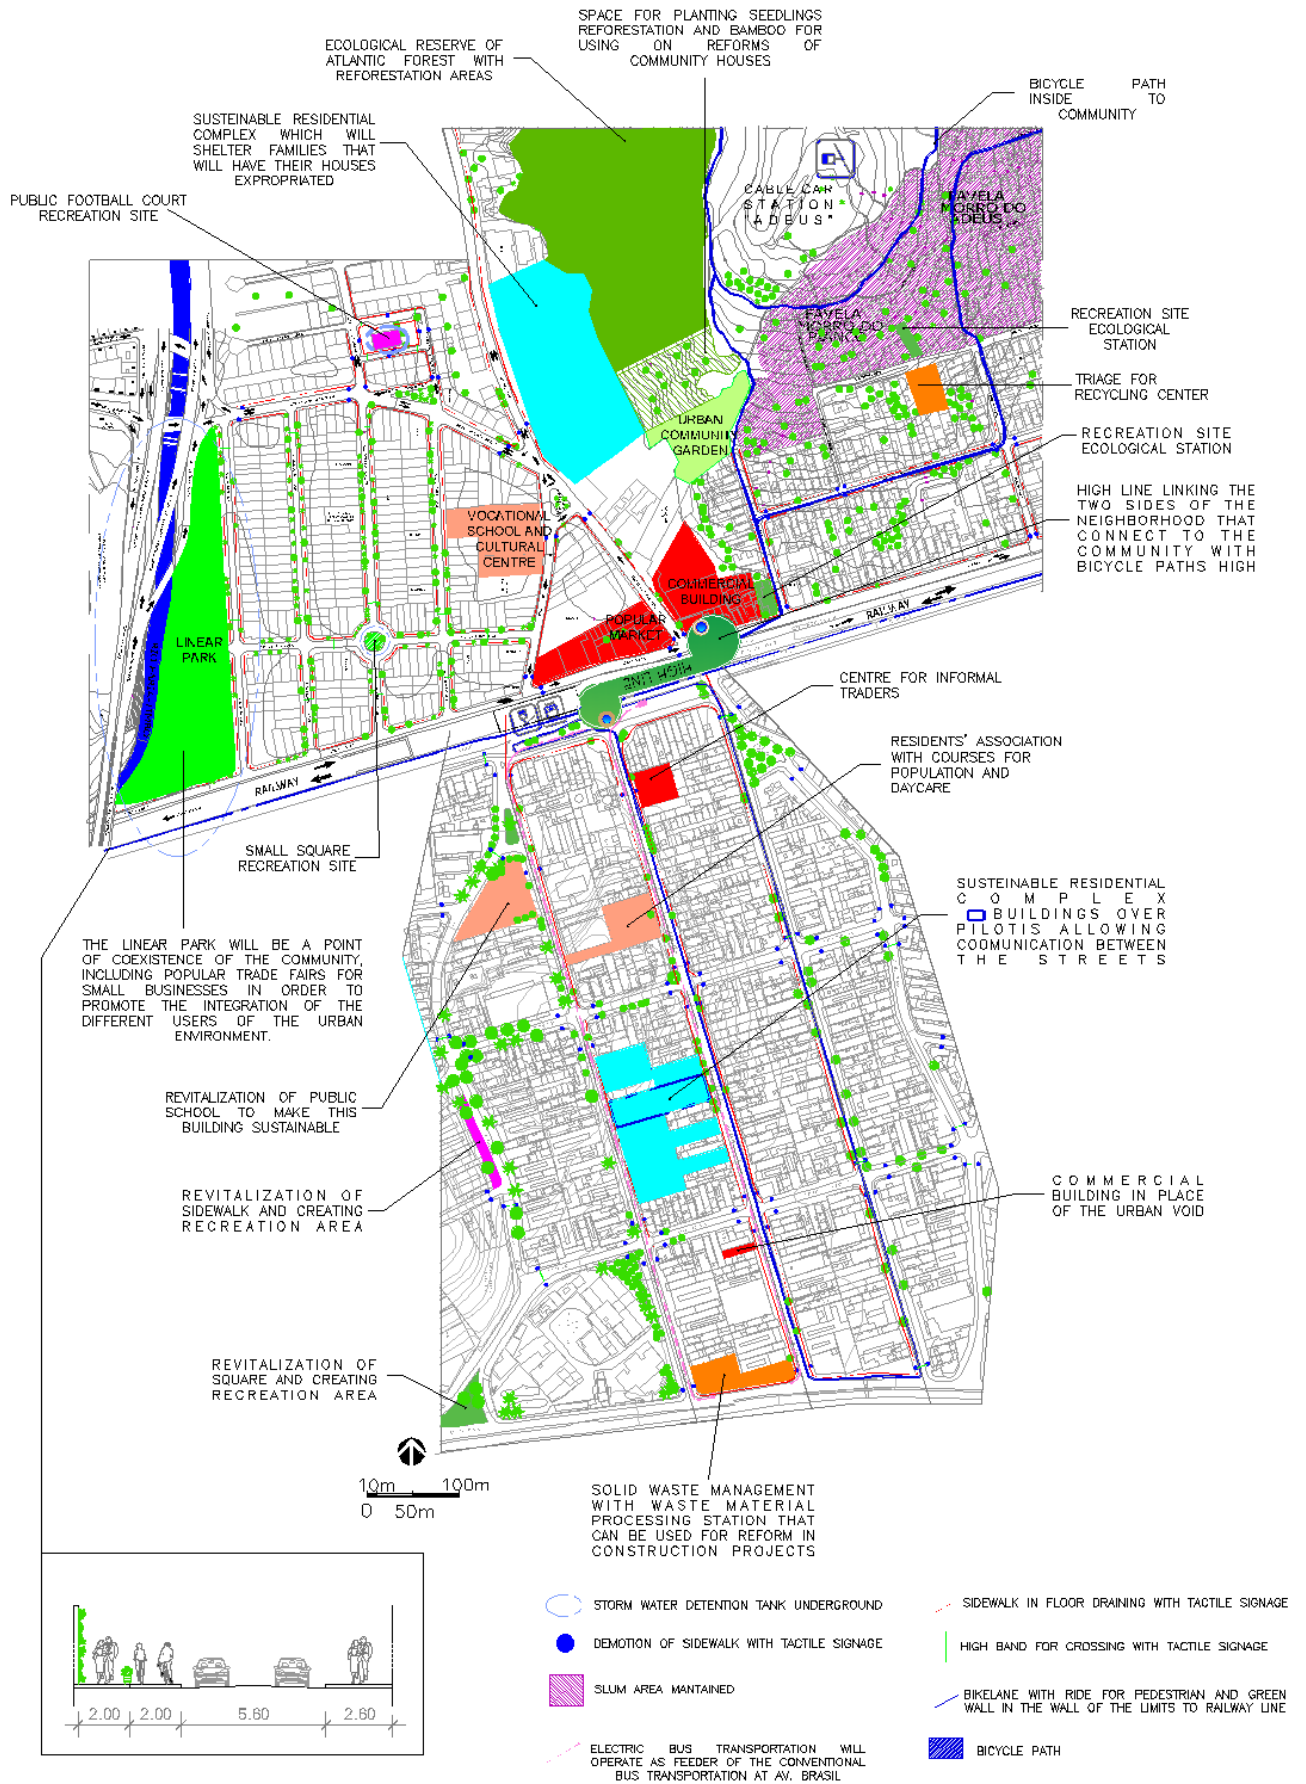 SPACE FOR PLANTING SEEDLINGS
REFORESTATION AND BAMBOO FOR
USING ON REFORMS OF
COMMUNITY HOUSES
ECOLOGICAL RESERVE OF
ATLANTIC FOREST WITH
REFORESTATION AREAS
BICYCLE PATH
INSIDE TO
COMMUNITY
SUSTEINABLE RESIDENTIAL
COMPLEX WHICH WILL
SHELTER FAMILIES THAT
WILL HAVE THEIR HOUSES
EXPROPRIATED
PUBLIC FOOTBALL COURT
RECREATION SITE
CABLE CAR
STATION
"ADEUS"
FAVELA
MORRO DO
ADEUS
FAVELA
MORRO DO
RECREATION SITE
ECOLOGICAL
STATION
TRIAGE FOR
RECYCLING CENTER
URBAN
COMMUNITY
GARDEN
RECREATION SITE
ECOLOGICAL STATION
HIGH LINE LINKING THE
TWO SIDES OF THE
NEIGHBORHOOD THAT
CONNECT TO THE
COMMUNITY WITH
BICYCLE PATHS HIGH
VOCATIONAL
SCHOOL AND
CULTURAL
CENTRE
COMMERCIAL
BUILDING
POPULAR
MARKET
RAILWAY
LINEAR
PARK
HIGH LINE
CENTRE FOR INFORMAL
TRADERS
RAILWAY
RESIDENTS' ASSOCIATION
WITH COURSES FOR
POPULATION AND
DAYCARE
SMALL SQUARE
RECREATION SITE
SUSTEINABLE RESIDENTIAL
COMPLEX
BUILDINGS OVER
PILOTIS ALLOWING
COOMUNICATION BETWEEN
THE STREETS
THE LINEAR PARK WILL BE A POINT
OF COEXISTENCE OF THE COMMUNITY,
INCLUDING POPULAR TRADE FAIRS FOR
SMALL BUSINESSES IN ORDER TO
PROMOTE THE INTEGRATION OF THE
DIFFERENT USERS OF THE URBAN
ENVIRONMENT.
REVITALIZATION OF PUBLIC
SCHOOL TO MAKE THIS
BUILDING SUSTAINABLE
REVITALIZATION OF
SIDEWALK AND CREATING
RECREATION AREA
COMMERCIAL
BUILDING IN PLACE
OF THE URBAN VOID
REVITALIZATION OF
SQUARE AND CREATING
RECREATION AREA
10m 100m
0 50m
SOLID WASTE MANAGEMENT
WITH WASTE MATERIAL
PROCESSING STATION THAT
CAN BE USED FOR REFORM IN
CONSTRUCTION PROJECTS
2.00 2.00 5.60 2.60
STORM WATER DETENTION TANK UNDERGROUND
DEMOTION OF SIDEWALK WITH TACTILE SIGNAGE
SLUM AREA MANTAINED
ELECTRIC BUS TRANSPORTATION WILL
OPERATE AS FEEDER OF THE CONVENTIONAL
BUS TRANSPORTATION AT AV. BRASIL
SIDEWALK IN FLOOR DRAINING WITH TACTILE SIGNAGE
HIGH BAND FOR CROSSING WITH TACTILE SIGNAGE
BIKELANE WITH RIDE FOR PEDESTRIAN AND GREEN
WALL IN THE WALL OF THE LIMITS TO RAILWAY LINE
BICYCLE PATH